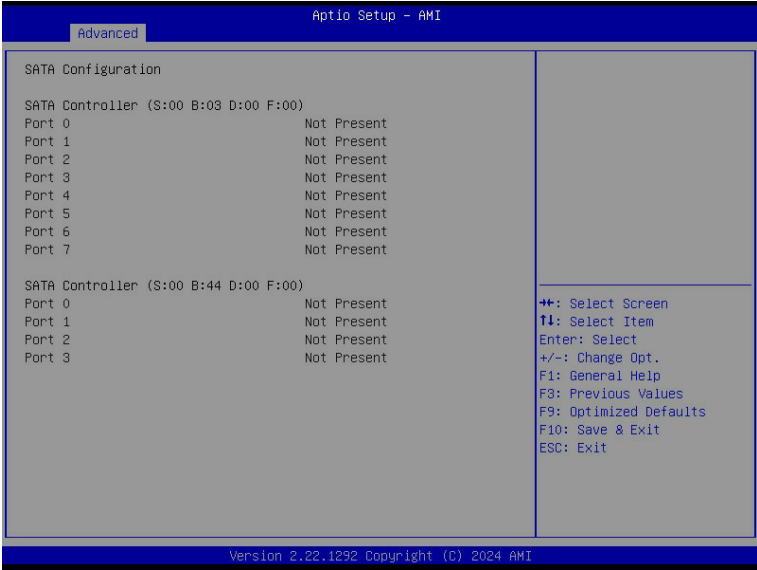 Aptio Setup – AMI
Advanced
SATA Configuration
SATA Controller (S:00 B:03 D:00 F:00)
Port 0 Not Present
Port 1 Not Present
Port 2 Not Present
Port 3 Not Present
Port 4 Not Present
Port 5 Not Present
Port 6 Not Present
Port 7 Not Present
SATA Controller (S:00 B:44 D:00 F:00)
Port 0 Not Present
Port 1 Not Present
Port 2 Not Present
Port 3 Not Present
→←: Select Screen
↑↓: Select Item
Enter: Select
+/-: Change Opt.
F1: General Help
F3: Previous Values
F9: Optimized Defaults
F10: Save & Exit
ESC: Exit
Version 2.22.1292 Copyright (C) 2024 AMI